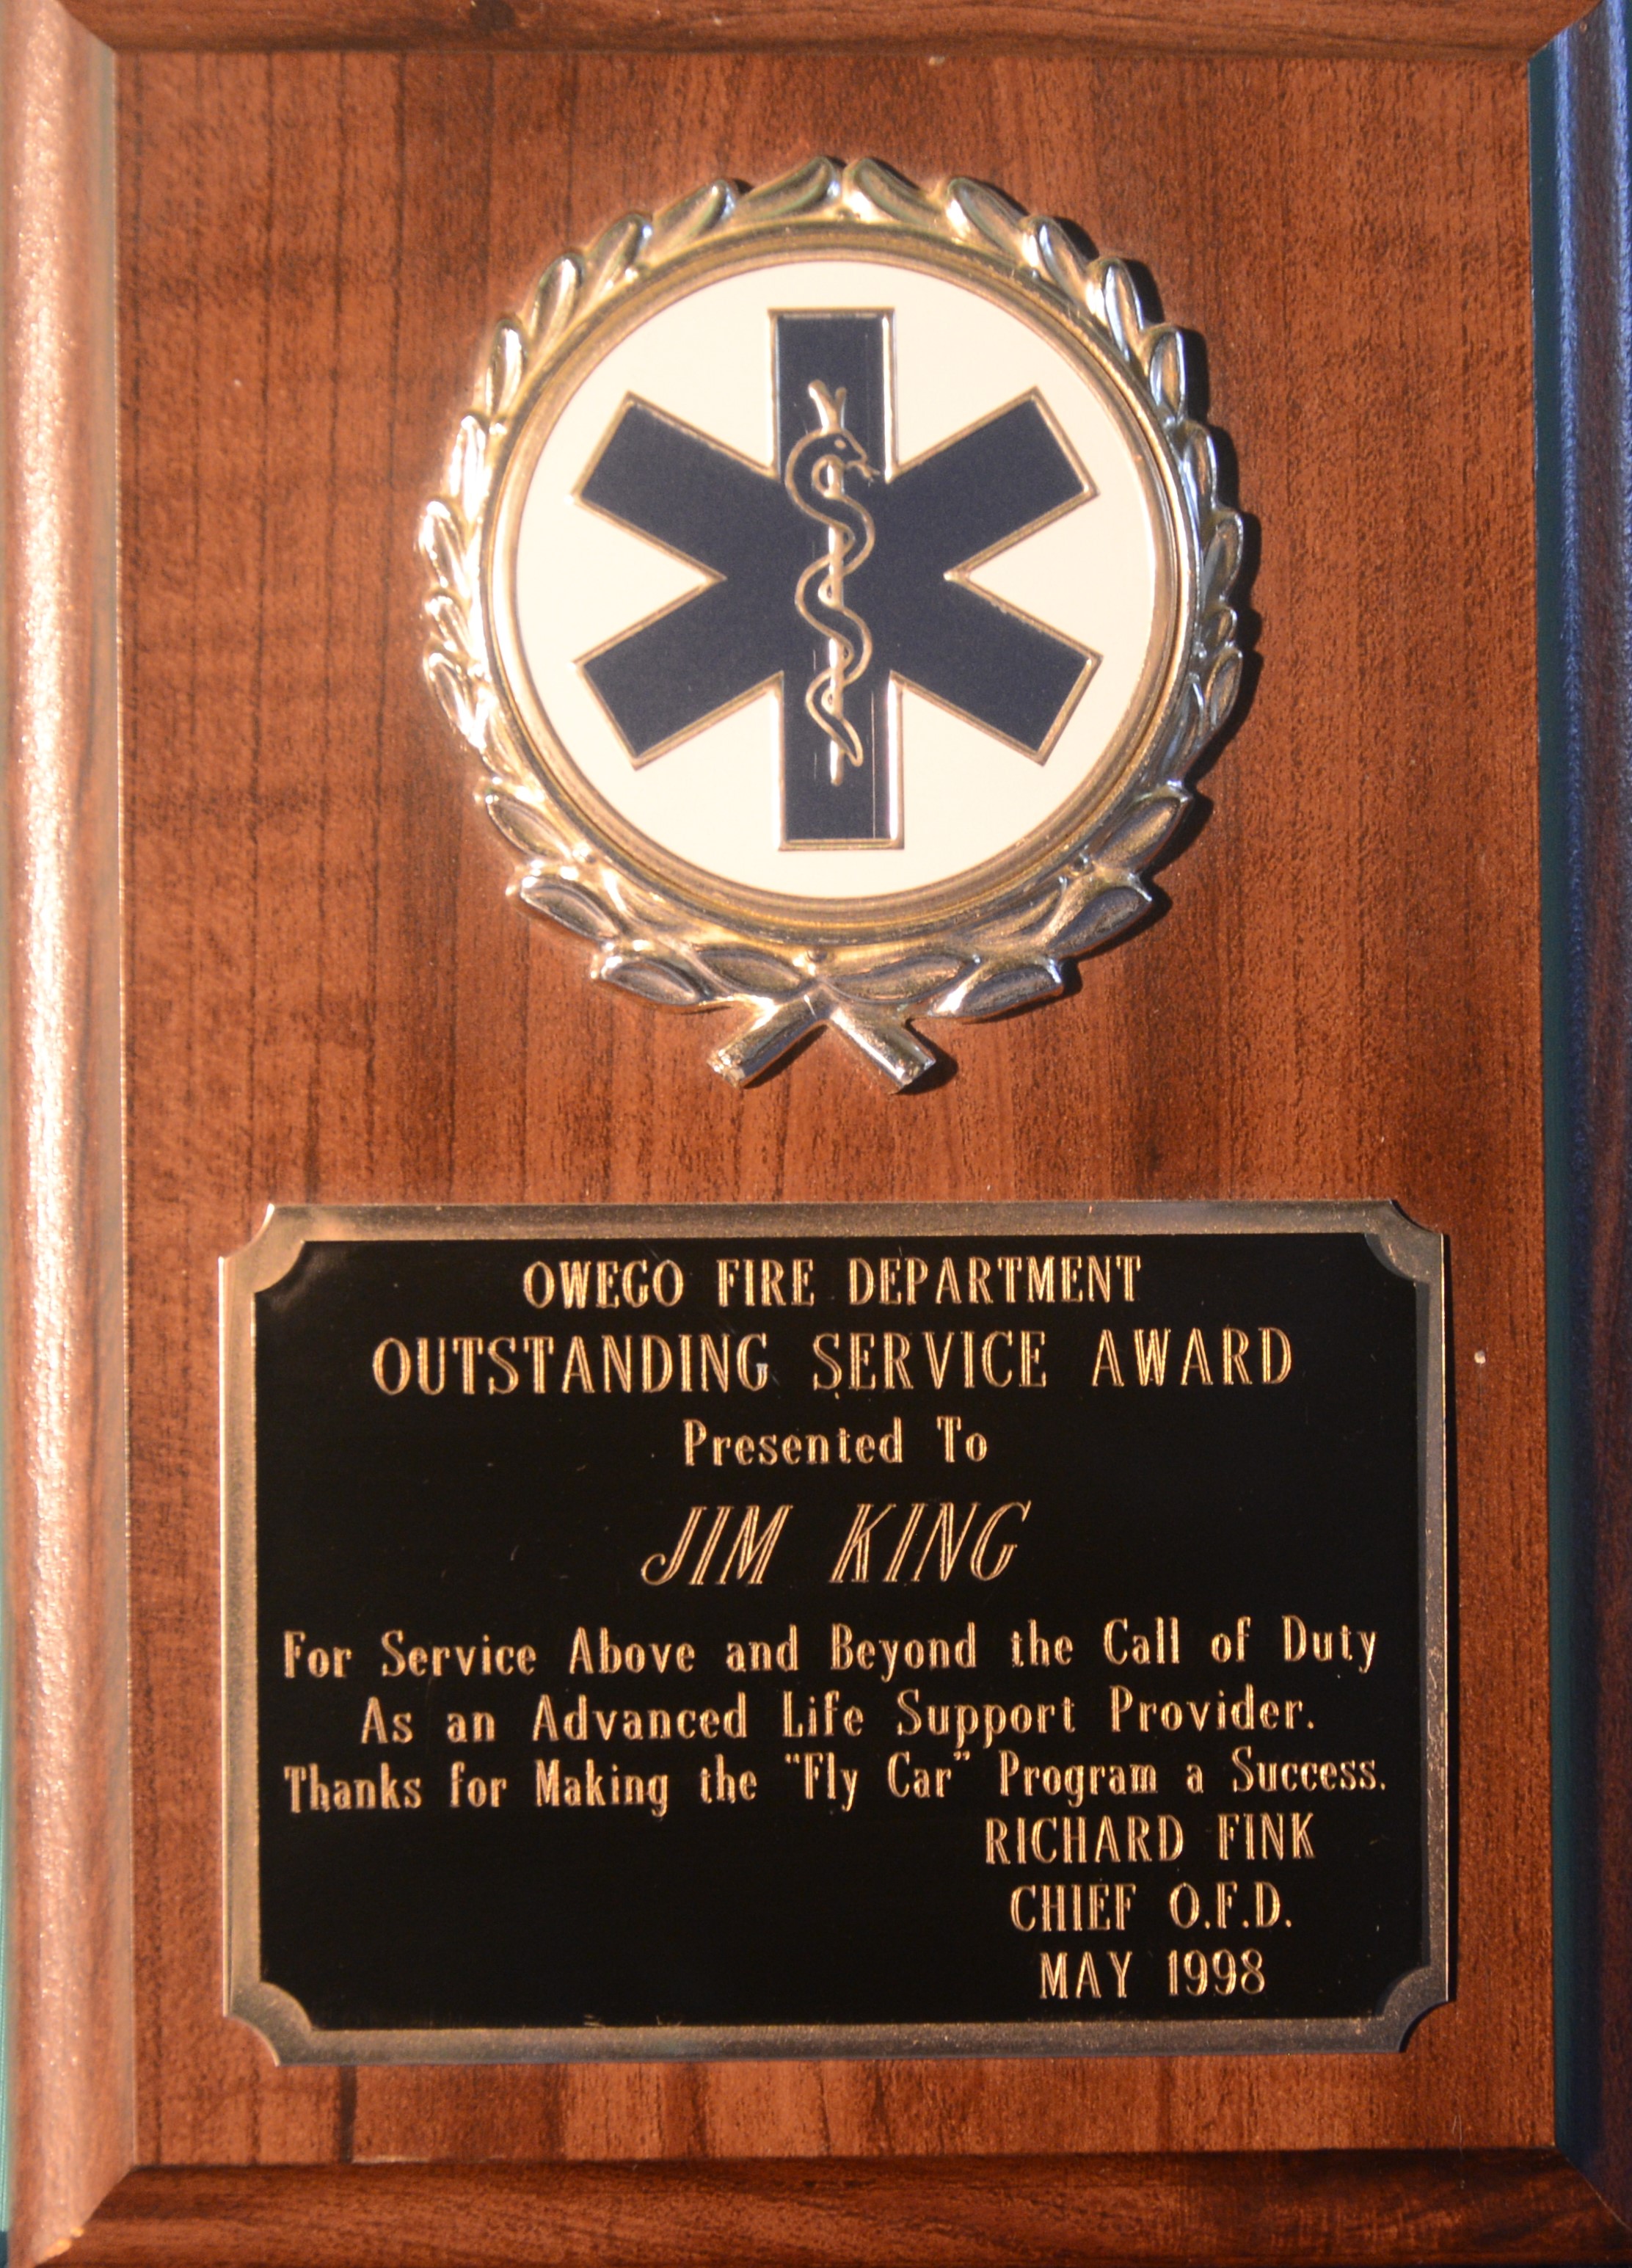 OWEGO FIRE DEPARTMENT
OUTSTANDING SERVICE AWARD
Presented To
JIM KING
For Service Above and Beyond the Call of Duty
As an Advanced Life Support Provider.
Thanks for Making the "Fly Car" Program a Success.
RICHARD FINK
CHIEF O.F.D.
MAY 1998